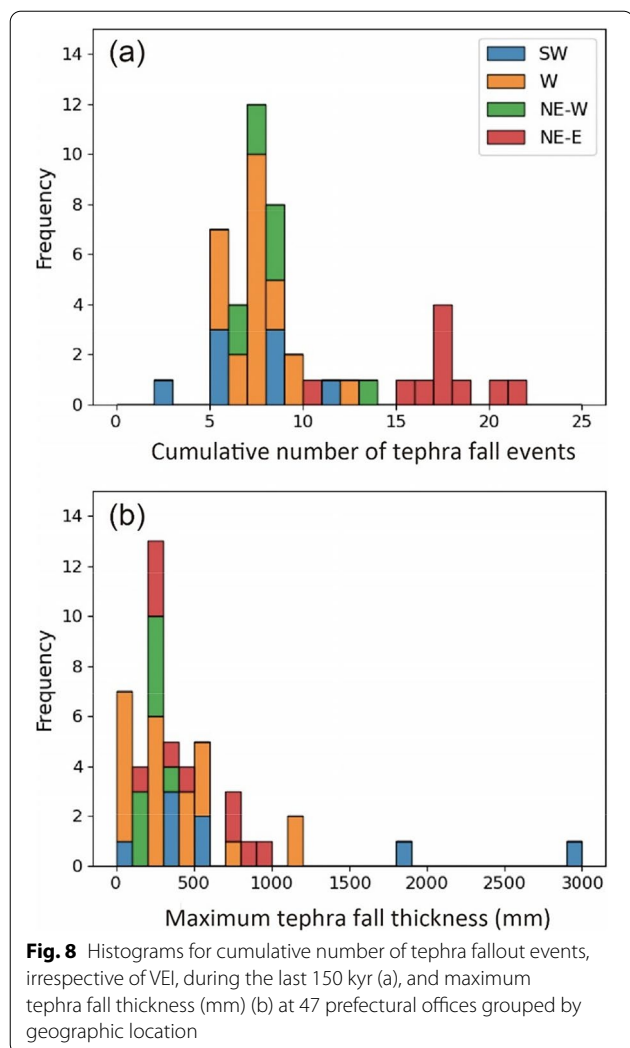 (a)
SW
W
NE-W
NE-E
14
12
10
8
6
4
2
0
Frequency
0 5 10 15 20 25
Cumulative number of tephra fall events
(b)
14
12
10
8
6
4
2
0
Frequency
0 500 1000 1500 2000 2500 3000
Maximum tephra fall thickness (mm)
Fig. 8 Histograms for cumulative number of tephra fallout events,
irrespective of VEI, during the last 150 kyr (a), and maximum
tephra fall thickness (mm) (b) at 47 prefectural offices grouped by
geographic location